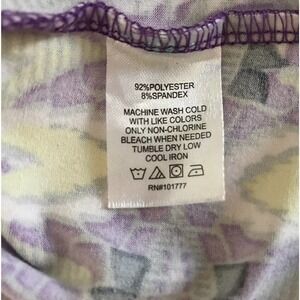 92%POLYESTER
8%SPANDEX
MACHINE WASH COLD
WITH LIKE COLORS
ONLY NON-CHLORINE
BLEACH WHEN NEEDED
TUMBLE DRY LOW
COOL IRON
RN#101777